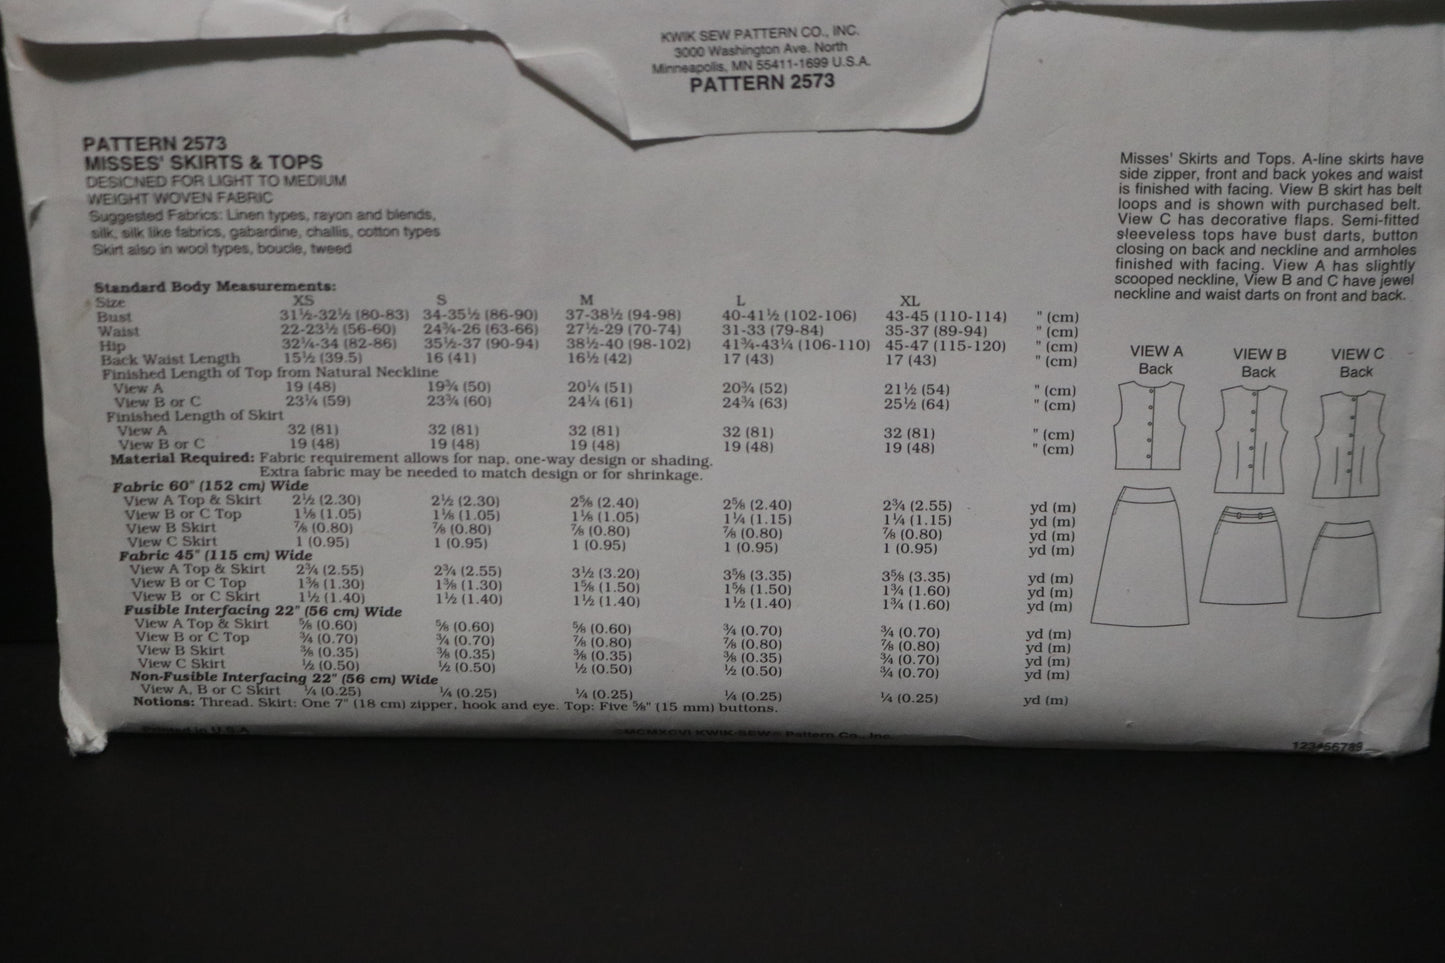 KWIK SEW PATTERN CO., INC.
3000 Washington Ave. North
Minneapolis, MN 55411-1699 U.S.A.
PATTERN 2573
PATTERN 2573
MISSES' SKIRTS & TOPS
DESIGNED FOR LIGHT TO MEDIUM
WEIGHT WOVEN FABRIC
Suggested Fabrics: Linen types, rayon and blends,
silk, silk like fabrics, gabardine, challis, cotton types
Skirt also in wool types, boucle, tweed
Standard Body Measurements:
Size XS S M L XL
Bust 31½-32½ (80-83) 34-35½ (86-90) 37-38½ (94-98) 40-41½ (102-106) 43-45 (110-114) " (cm)
Waist 22-23½ (56-60) 24¾-26 (63-66) 27½-29 (70-74) 31-33 (79-84) 35-37 (89-94) " (cm)
Hip 32¼-34 (82-86) 35½-37 (90-94) 38½-40 (98-102) 41¾-43¼ (106-110) 45-47 (115-120) " (cm)
Back Waist Length 15½ (39.5) 16 (41) 16½ (42) 17 (43) 17 (43) " (cm)
Finished Length of Top from Natural Neckline
View A 19 (48) 19¾ (50) 20¼ (51) 20¾ (52) 21½ (54) " (cm)
View B or C 23¼ (59) 23¾ (60) 24¼ (61) 24¾ (63) 25½ (64) " (cm)
Finished Length of Skirt
View A 32 (81) 32 (81) 32 (81) 32 (81) 32 (81) " (cm)
View B or C 19 (48) 19 (48) 19 (48) 19 (48) 19 (48) " (cm)
Material Required: Fabric requirement allows for nap, one-way design or shading.
Extra fabric may be needed to match design or for shrinkage.
Fabric 60" (152 cm) Wide
View A Top & Skirt 2½ (2.30) 2½ (2.30) 2⅝ (2.40) 2⅝ (2.40) 2¾ (2.55) yd (m)
View B or C Top 1⅛ (1.05) 1⅛ (1.05) 1⅛ (1.05) 1¼ (1.15) 1¼ (1.15) yd (m)
View B Skirt ⅞ (0.80) ⅞ (0.80) ⅞ (0.80) ⅞ (0.80) ⅞ (0.80) yd (m)
View C Skirt 1 (0.95) 1 (0.95) 1 (0.95) 1 (0.95) 1 (0.95) yd (m)
Fabric 45" (115 cm) Wide
View A Top & Skirt 2¾ (2.55) 2¾ (2.55) 3½ (3.20) 3⅝ (3.35) 3⅝ (3.35) yd (m)
View B or C Top 1⅜ (1.30) 1⅜ (1.30) 1⅝ (1.50) 1⅝ (1.50) 1¾ (1.60) yd (m)
View B or C Skirt 1½ (1.40) 1½ (1.40) 1½ (1.40) 1½ (1.40) 1¾ (1.60) yd (m)
Fusible Interfacing 22" (56 cm) Wide
View A Top & Skirt ⅝ (0.60) ⅝ (0.60) ⅝ (0.60) ¾ (0.70) ¾ (0.70) yd (m)
View B or C Top ¾ (0.70) ¾ (0.70) ⅞ (0.80) ⅞ (0.80) ⅞ (0.80) yd (m)
View B Skirt ⅜ (0.35) ⅜ (0.35) ⅜ (0.35) ⅜ (0.35) ¾ (0.70) yd (m)
View C Skirt ½ (0.50) ½ (0.50) ½ (0.50) ½ (0.50) ¾ (0.70) yd (m)
Non-Fusible Interfacing 22" (56 cm) Wide
View A, B or C Skirt ¼ (0.25) ¼ (0.25) ¼ (0.25) ¼ (0.25) ¼ (0.25) yd (m)
Notions: Thread. Skirt: One 7" (18 cm) zipper, hook and eye. Top: Five ⅝" (15 mm) buttons.
Printed in U.S.A.
©MCMXCVI KWIK·SEW® Pattern Co., Inc.
123456789
Misses' Skirts and Tops. A-line skirts have
side zipper, front and back yokes and waist
is finished with facing. View B skirt has belt
loops and is shown with purchased belt.
View C has decorative flaps. Semi-fitted
sleeveless tops have bust darts, button
closing on back and neckline and armholes
finished with facing. View A has slightly
scooped neckline, View B and C have jewel
neckline and waist darts on front and back.
VIEW A
Back
VIEW B
Back
VIEW C
Back